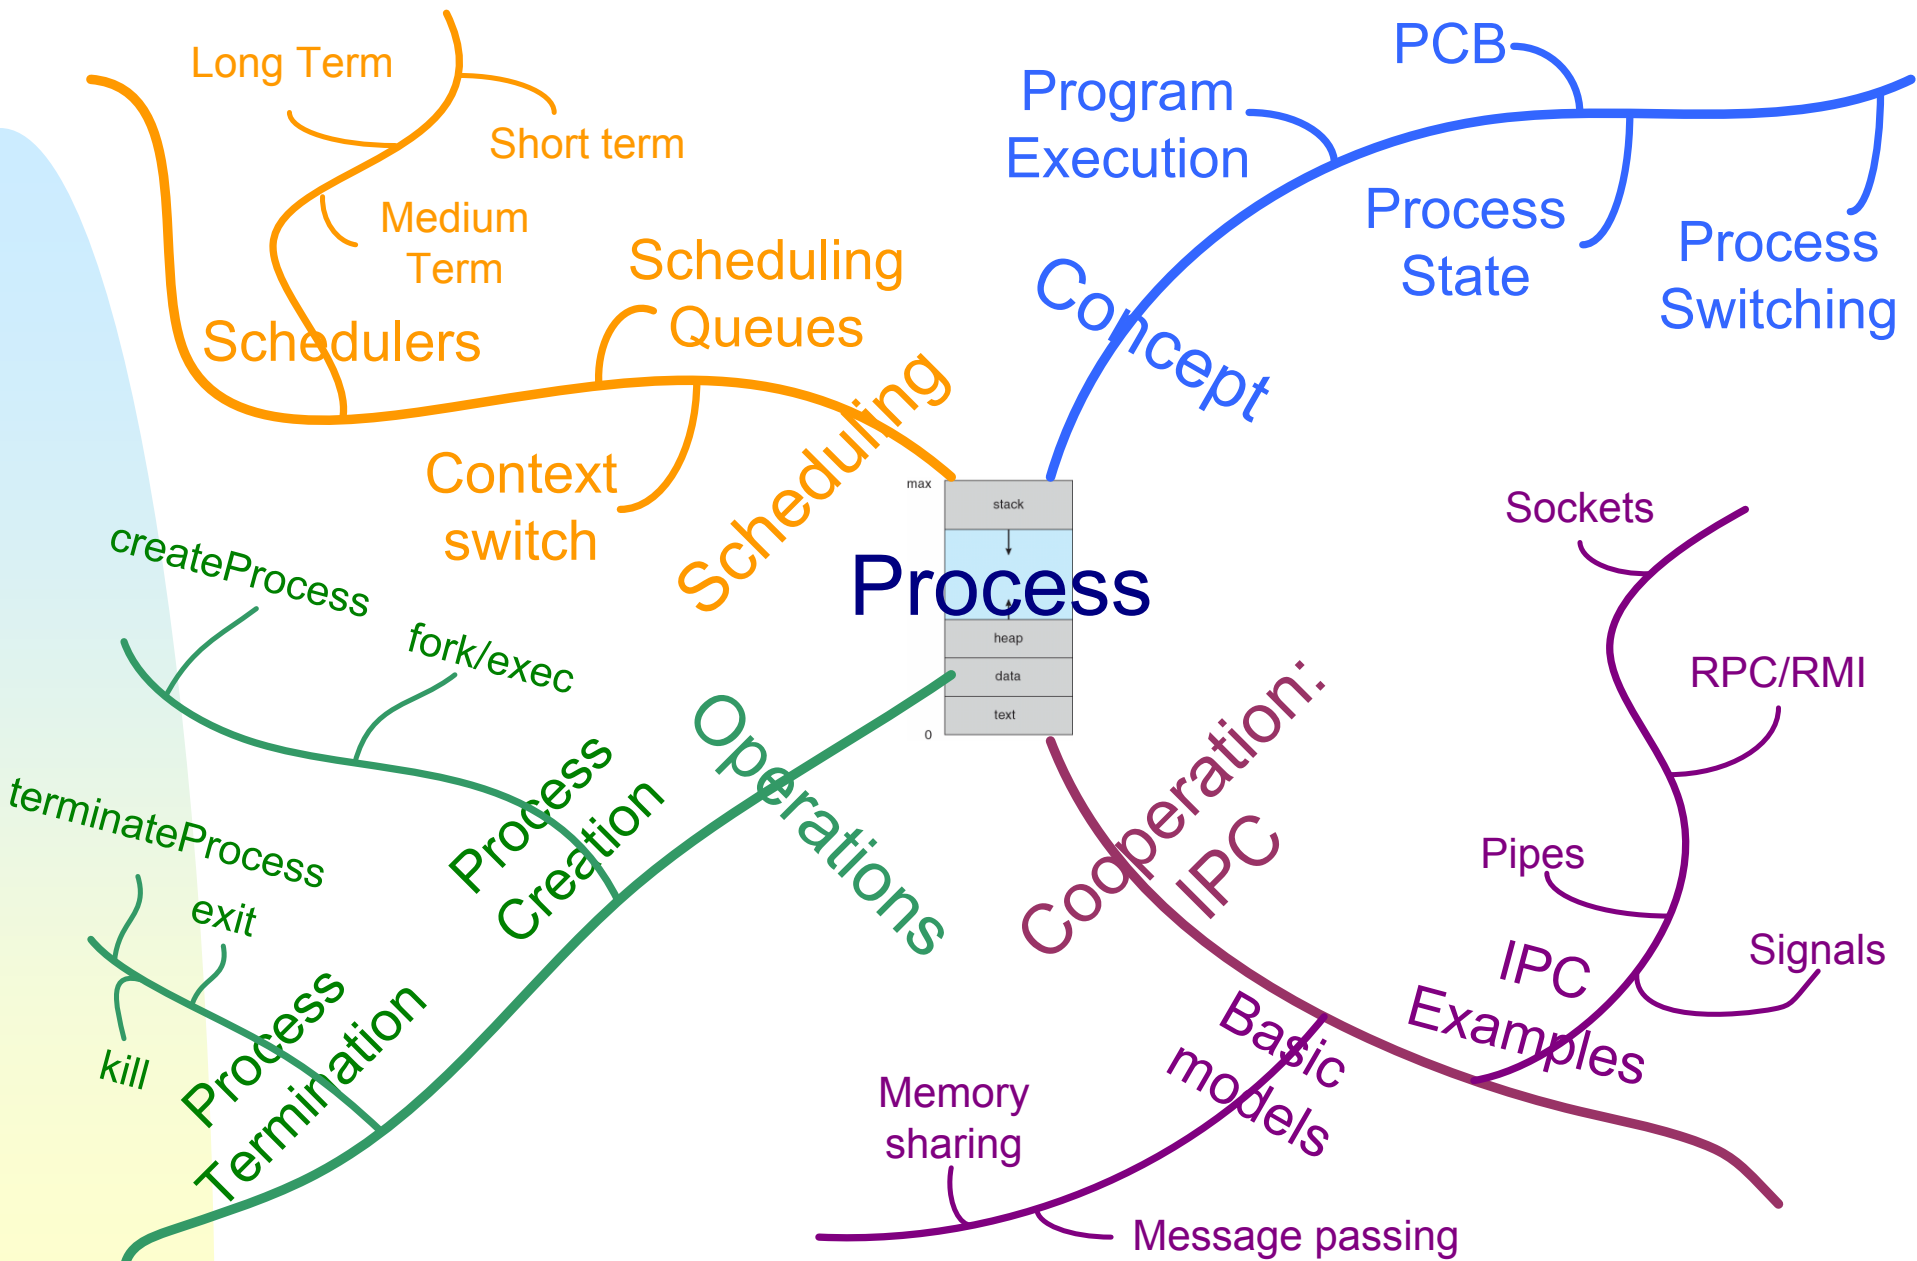 Long Term
Short term
Medium
Term
Schedulers
Scheduling
Queues
Context
switch
Scheduling
PCB
Program
Execution
Process
State
Process
Switching
Concept
max
stack
Process
heap
data
text
0
createProcess
fork/exec
Process
Creation
terminateProcess
exit
kill
Process
Termination
Operations
Cooperation:
IPC
Sockets
RPC/RMI
Pipes
Signals
IPC
Examples
Basic
models
Memory
sharing
Message passing